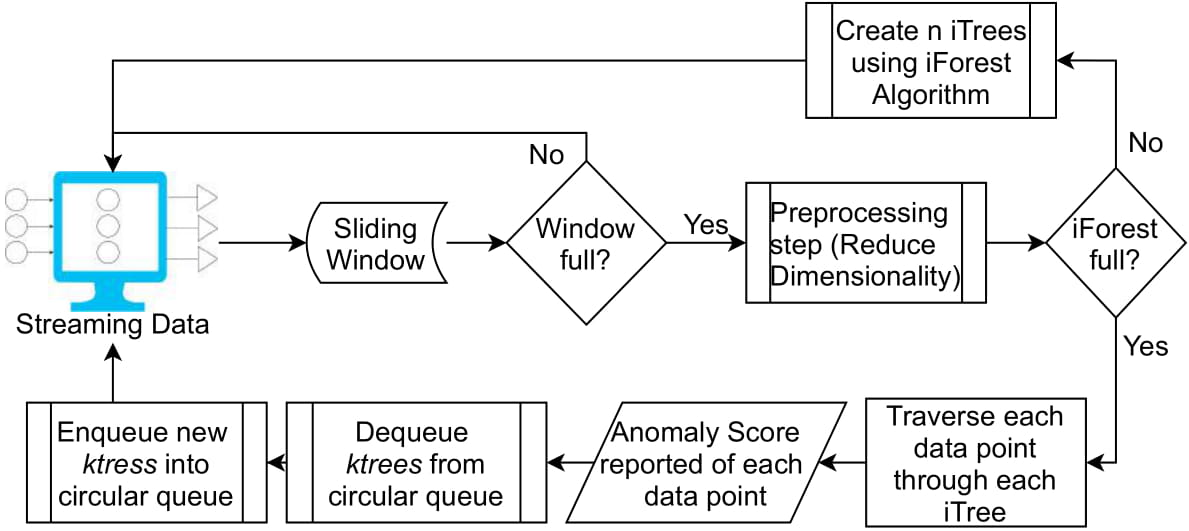 Create n iTrees
using iForest
Algorithm
No
No
Sliding
Window
Window
full?
Yes
Preprocessing
step (Reduce
Dimensionality)
iForest
full?
Streaming Data
Yes
Enqueue new
ktress into
circular queue
Dequeue
ktrees from
circular queue
Anomaly Score
reported of each
data point
Traverse each
data point
through each
iTree